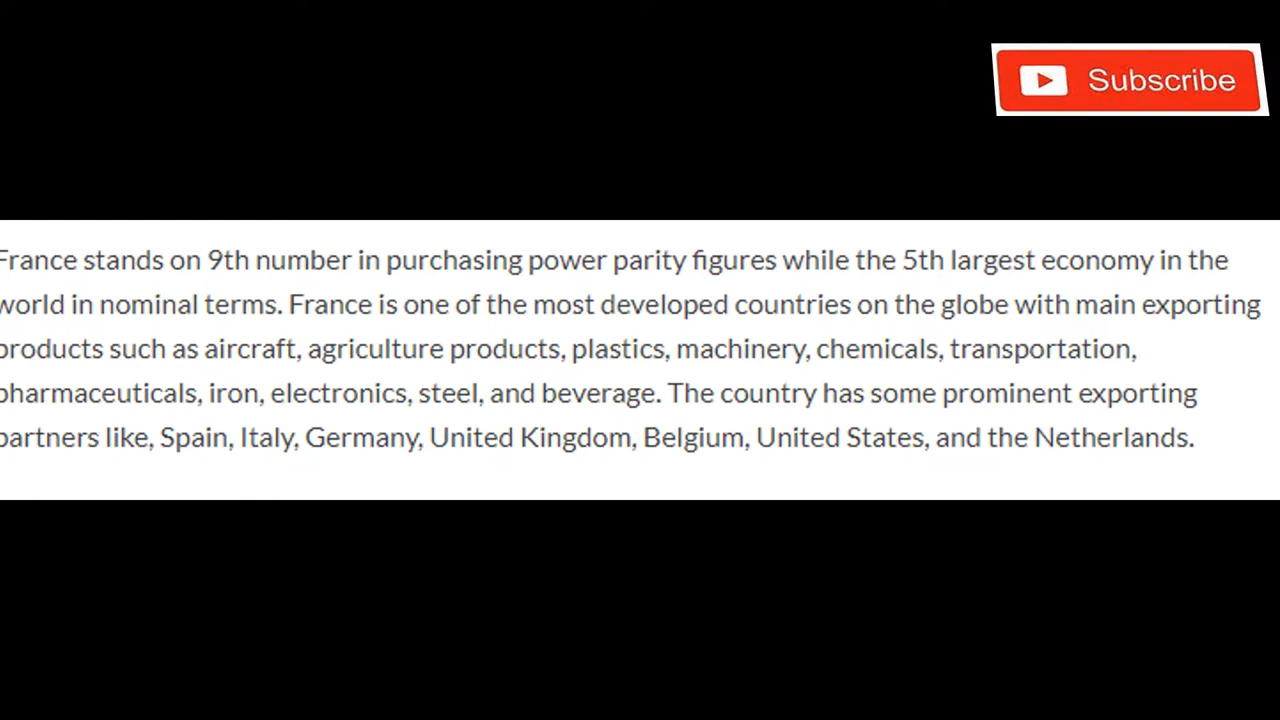 Subscribe
France stands on 9th number in purchasing power parity figures while the 5th largest economy in the
world in nominal terms. France is one of the most developed countries on the globe with main exporting
products such as aircraft, agriculture products, plastics, machinery, chemicals, transportation,
pharmaceuticals, iron, electronics, steel, and beverage. The country has some prominent exporting
partners like, Spain, Italy, Germany, United Kingdom, Belgium, United States, and the Netherlands.